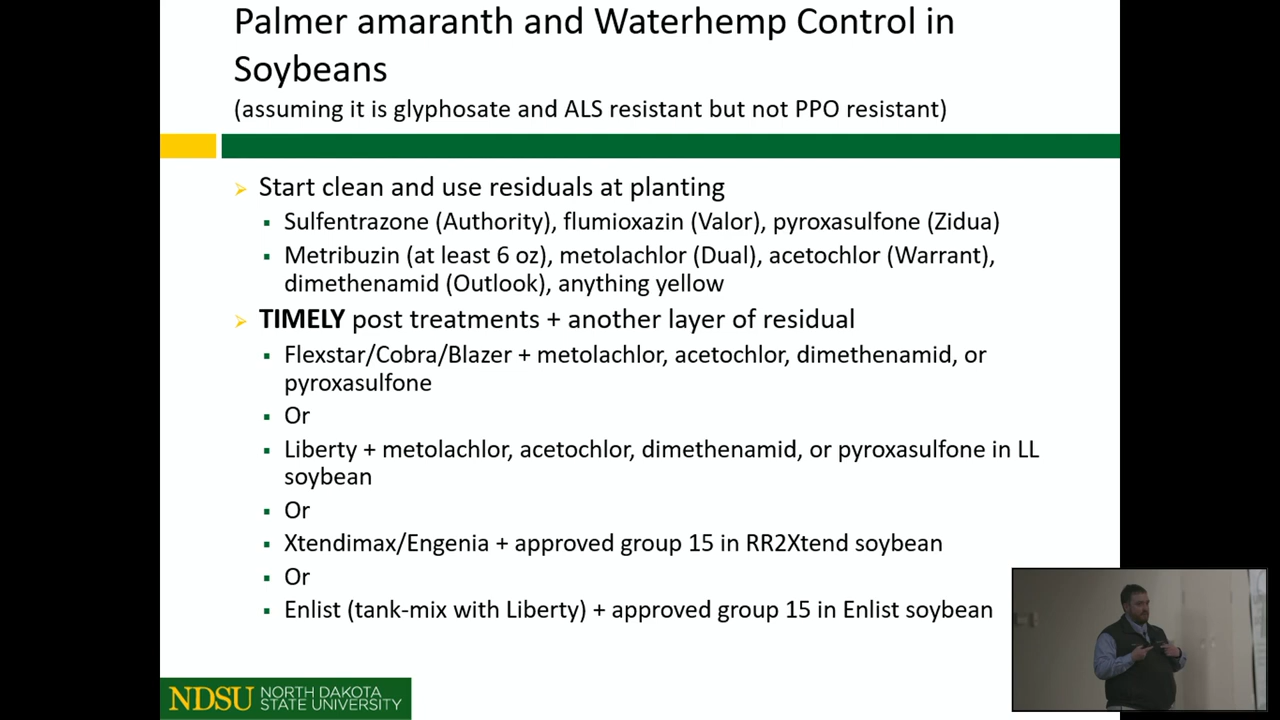 Palmer amaranth and Waterhemp Control in
Soybeans
(assuming it is glyphosate and ALS resistant but not PPO resistant)
Start clean and use residuals at planting
Sulfentrazone (Authority), flumioxazin (Valor), pyroxasulfone (Zidua)
Metribuzin (at least 6 oz), metolachlor (Dual), acetochlor (Warrant),
dimethenamid (Outlook), anything yellow
TIMELY post treatments + another layer of residual
Flexstar/Cobra/Blazer + metolachlor, acetochlor, dimethenamid, or
pyroxasulfone
Or
Liberty + metolachlor, acetochlor, dimethenamid, or pyroxasulfone in LL
soybean
Or
Xtendimax/Engenia + approved group 15 in RR2Xtend soybean
Or
Enlist (tank-mix with Liberty) + approved group 15 in Enlist soybean
NDSU NORTH DAKOTA
STATE UNIVERSITY